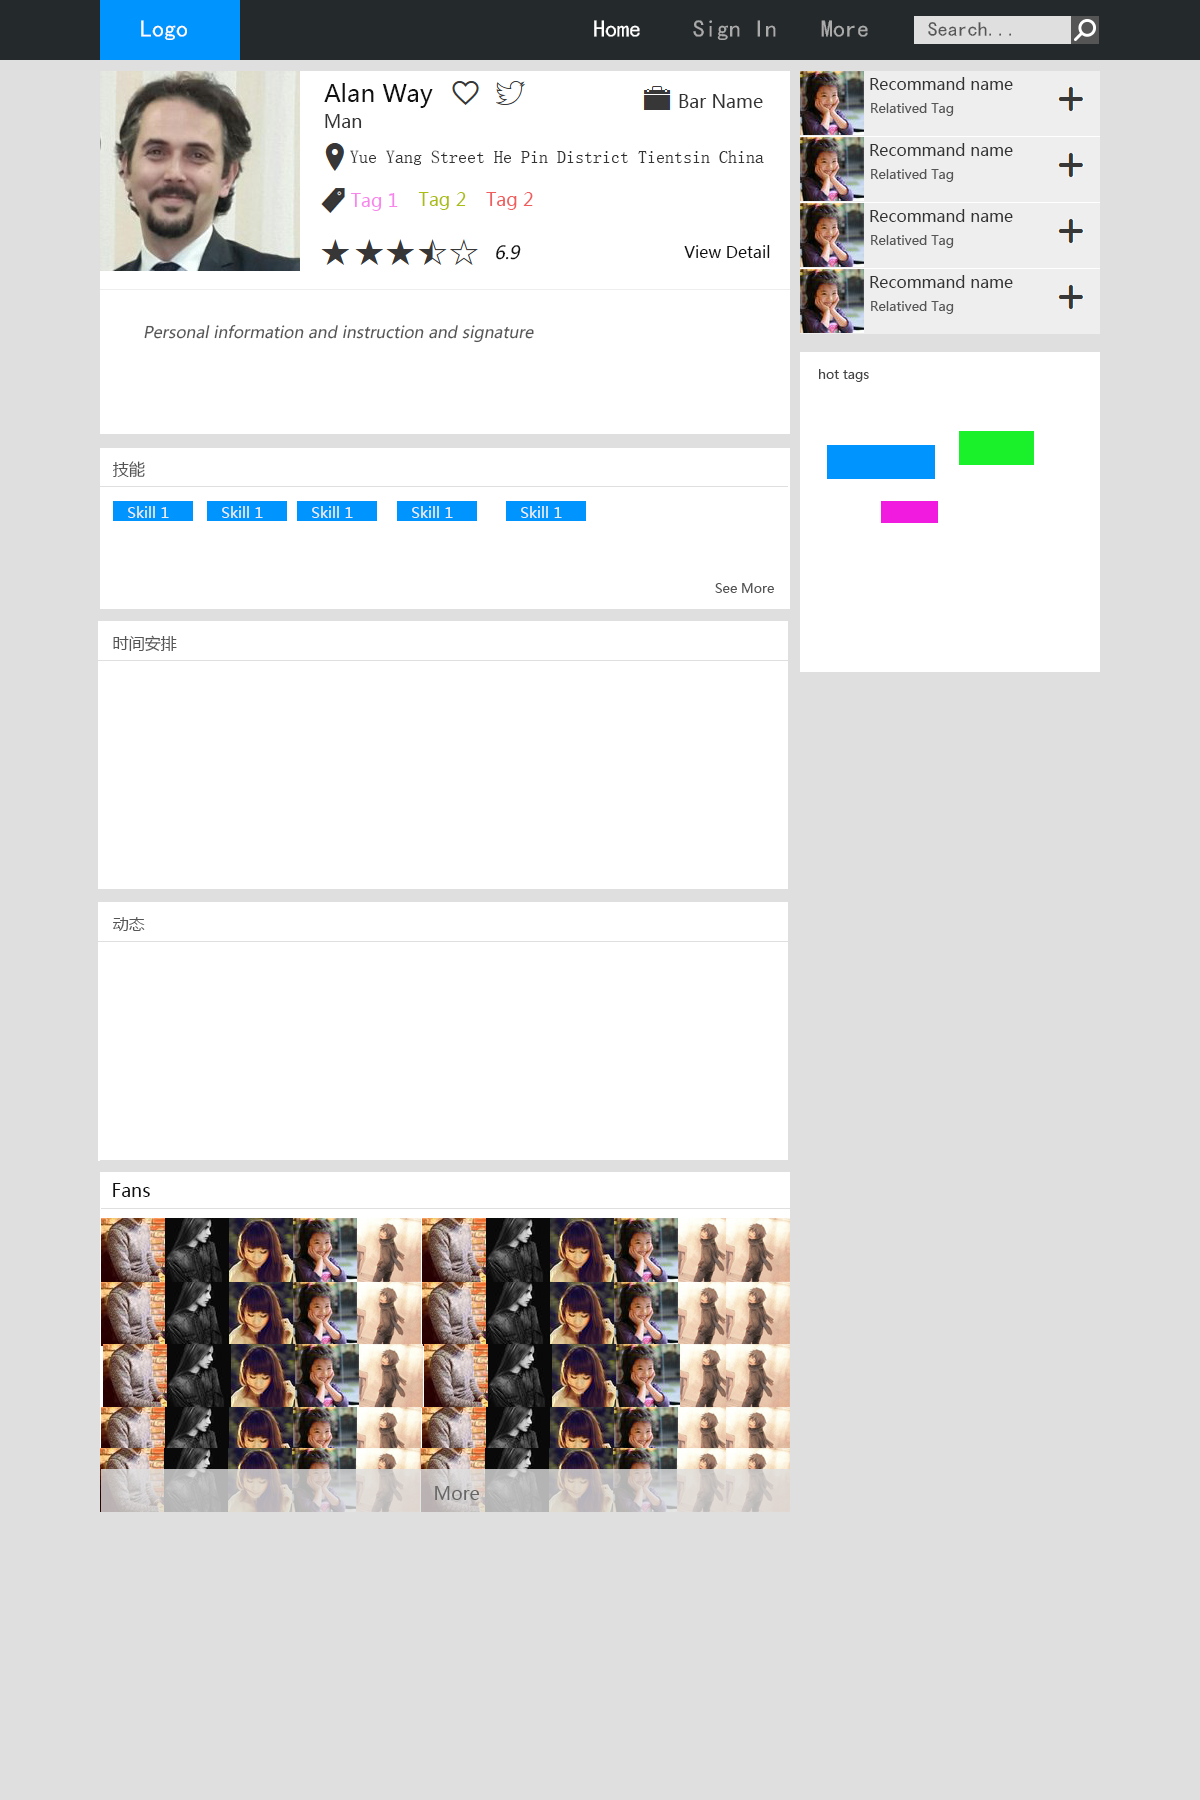 Logo
Home Sign In More Search...
Alan Way
Bar Name
Man
Yue Yang Street He Pin District Tientsin China
Tag 1 Tag 2 Tag 2
6.9 View Detail
Personal information and instruction and signature
Recommand name
Relatived Tag
Recommand name
Relatived Tag
Recommand name
Relatived Tag
Recommand name
Relatived Tag
hot tags
技能
Skill 1 Skill 1 Skill 1 Skill 1 Skill 1
See More
时间安排
动态
Fans
More